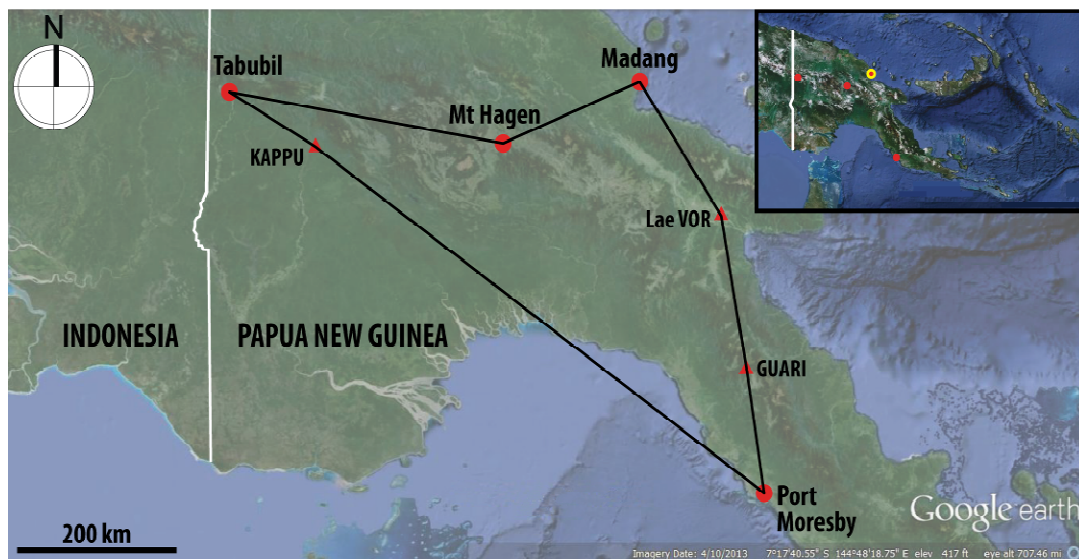 N
Tabubil
Madang
Mt Hagen
KAPPU
Lae VOR
INDONESIA
PAPUA NEW GUINEA
GUARI
Port
Moresby
200 km
Google earth
Imagery Date: 4/10/2013 7°17'40.55" S 144°48'18.75" E elev 417 ft eye alt 707.46 mi